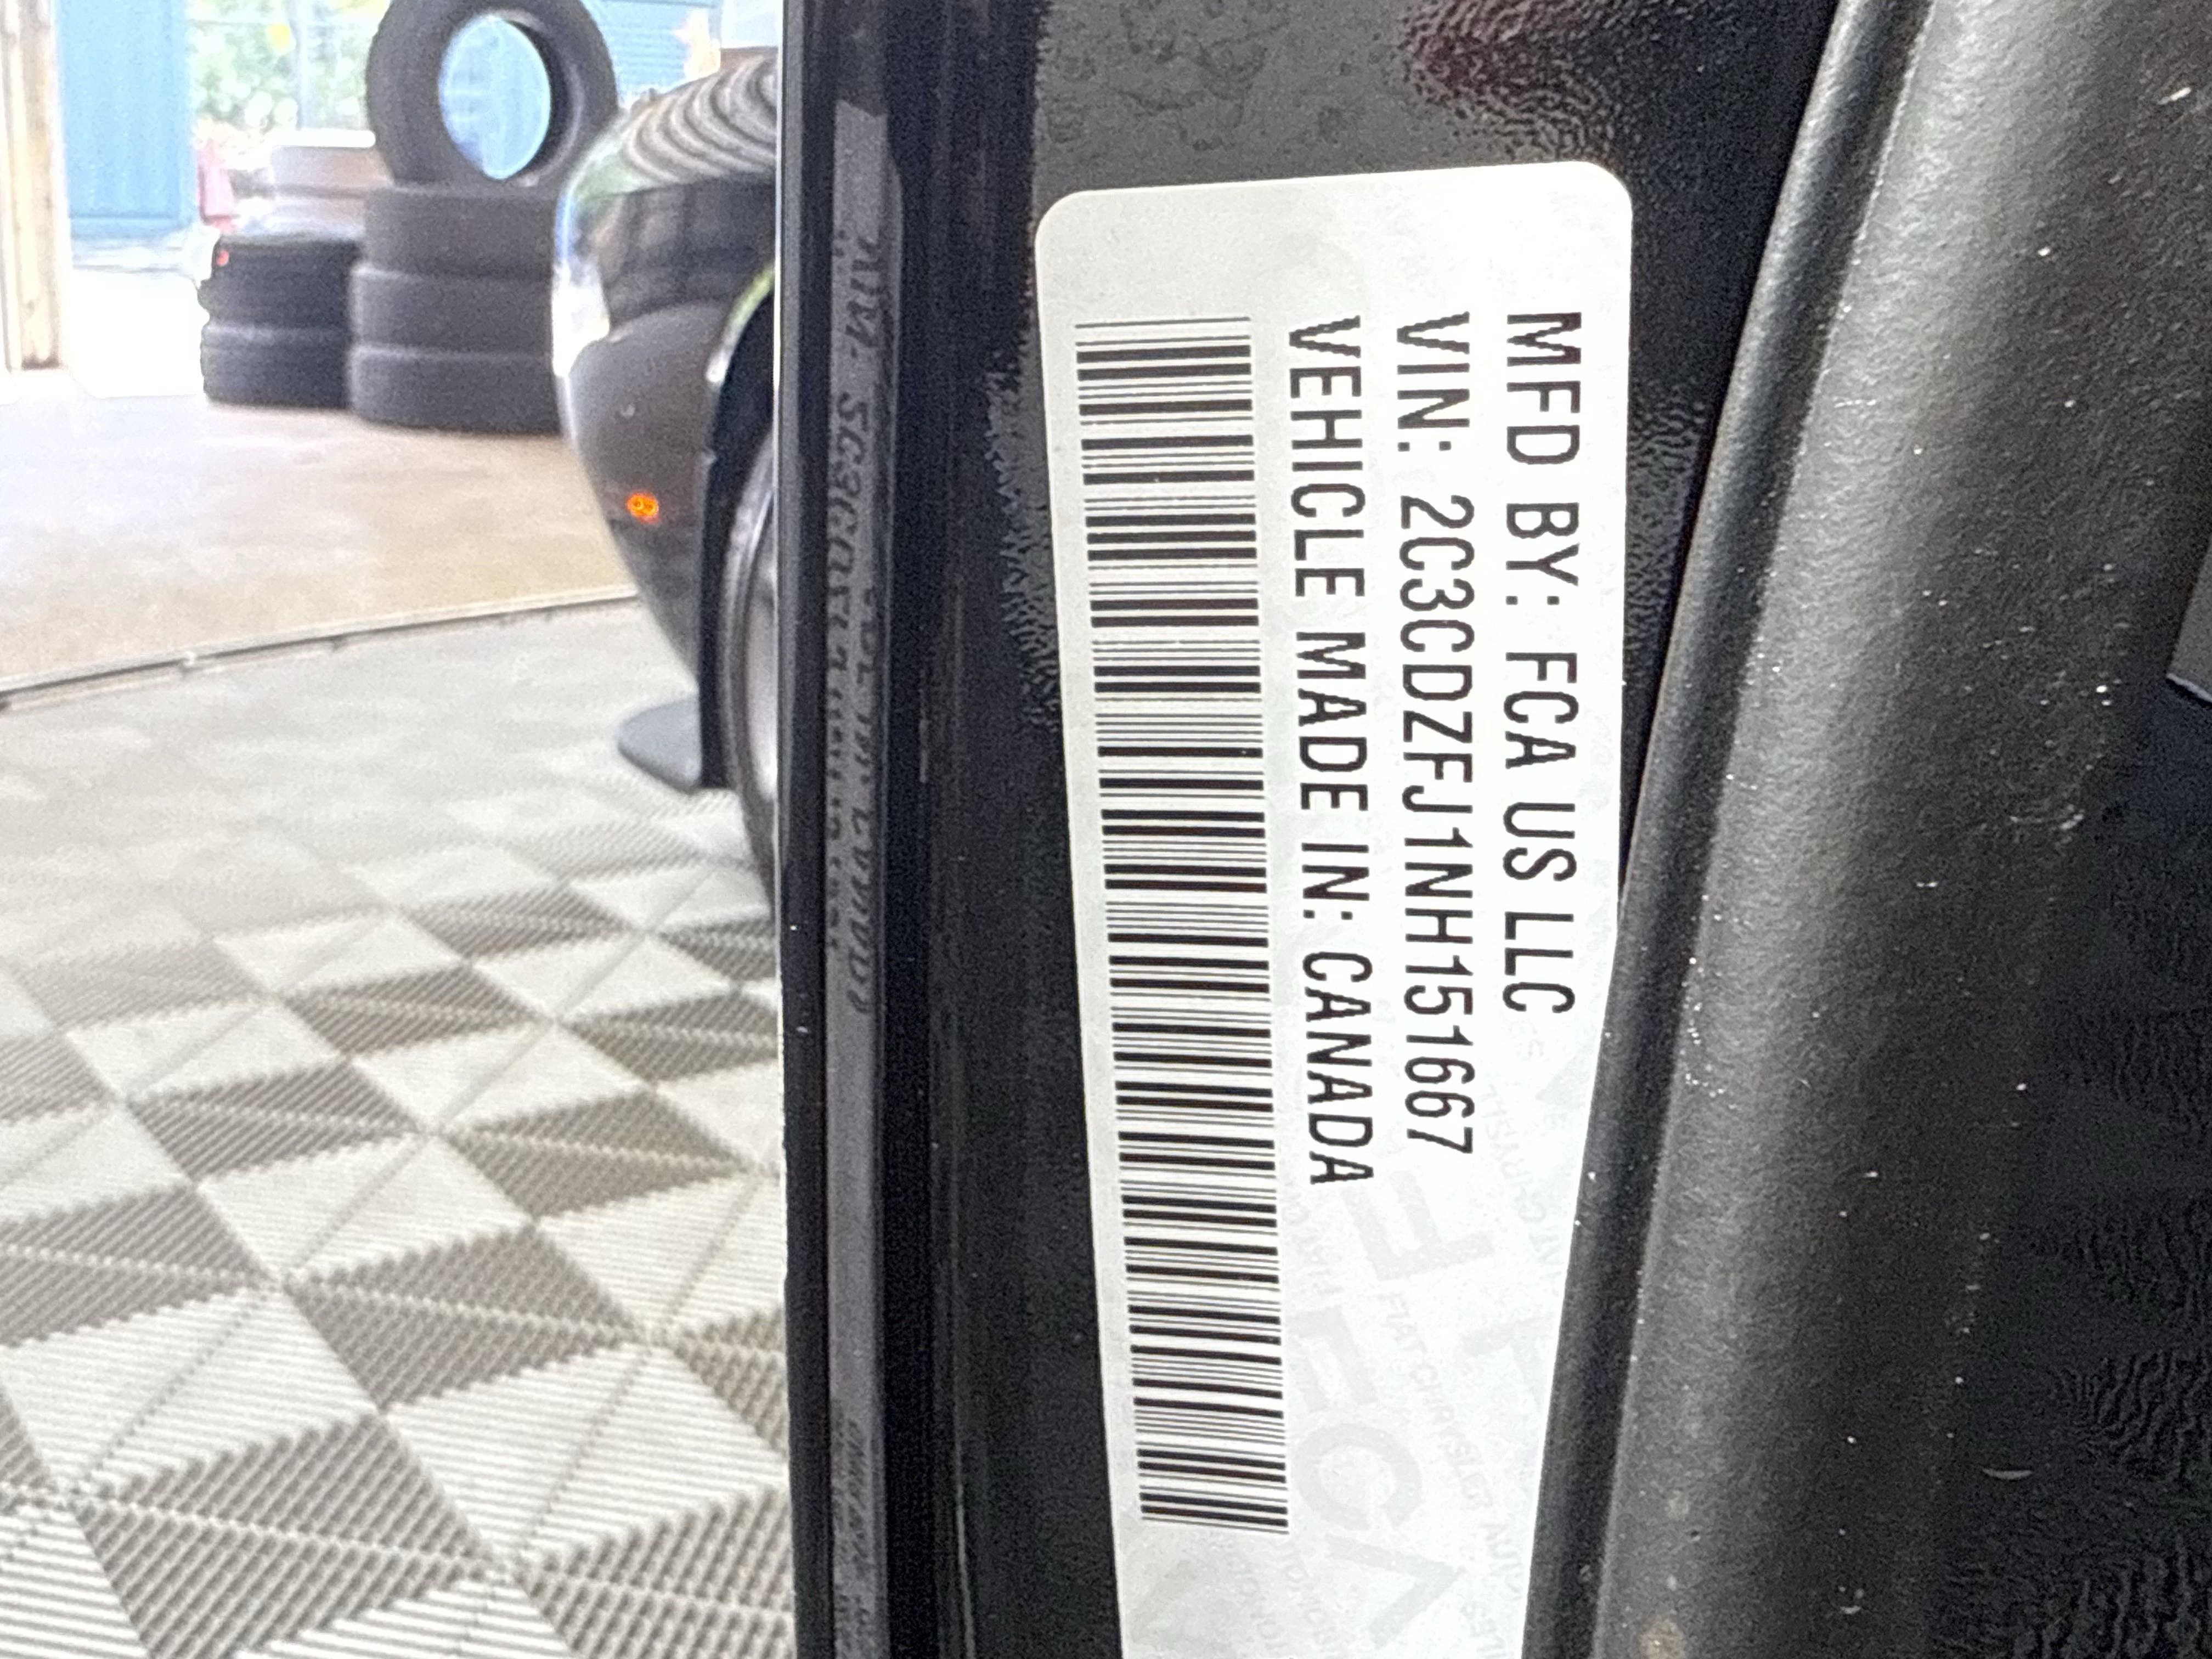 MFD BY: FCA US LLC
VIN: 2C3CDZFJ1NH151667
VEHICLE MADE IN: CANADA